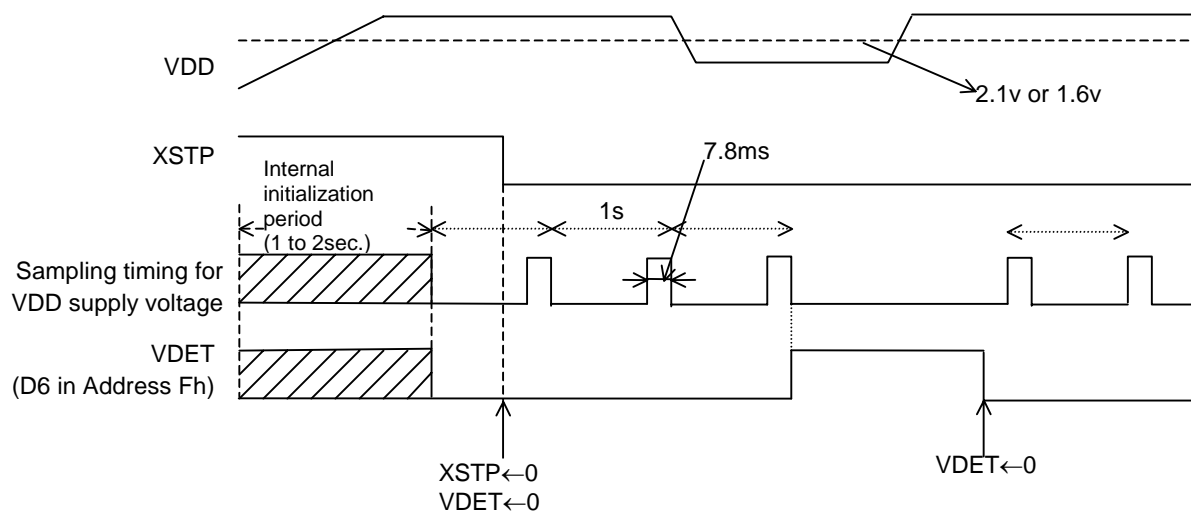 VDD
2.1v or 1.6v
XSTP
7.8ms
Internal
initialization
period
(1 to 2sec.)
1s
Sampling timing for
VDD supply voltage
VDET
(D6 in Address Fh)
XSTP←0
VDET←0
VDET←0